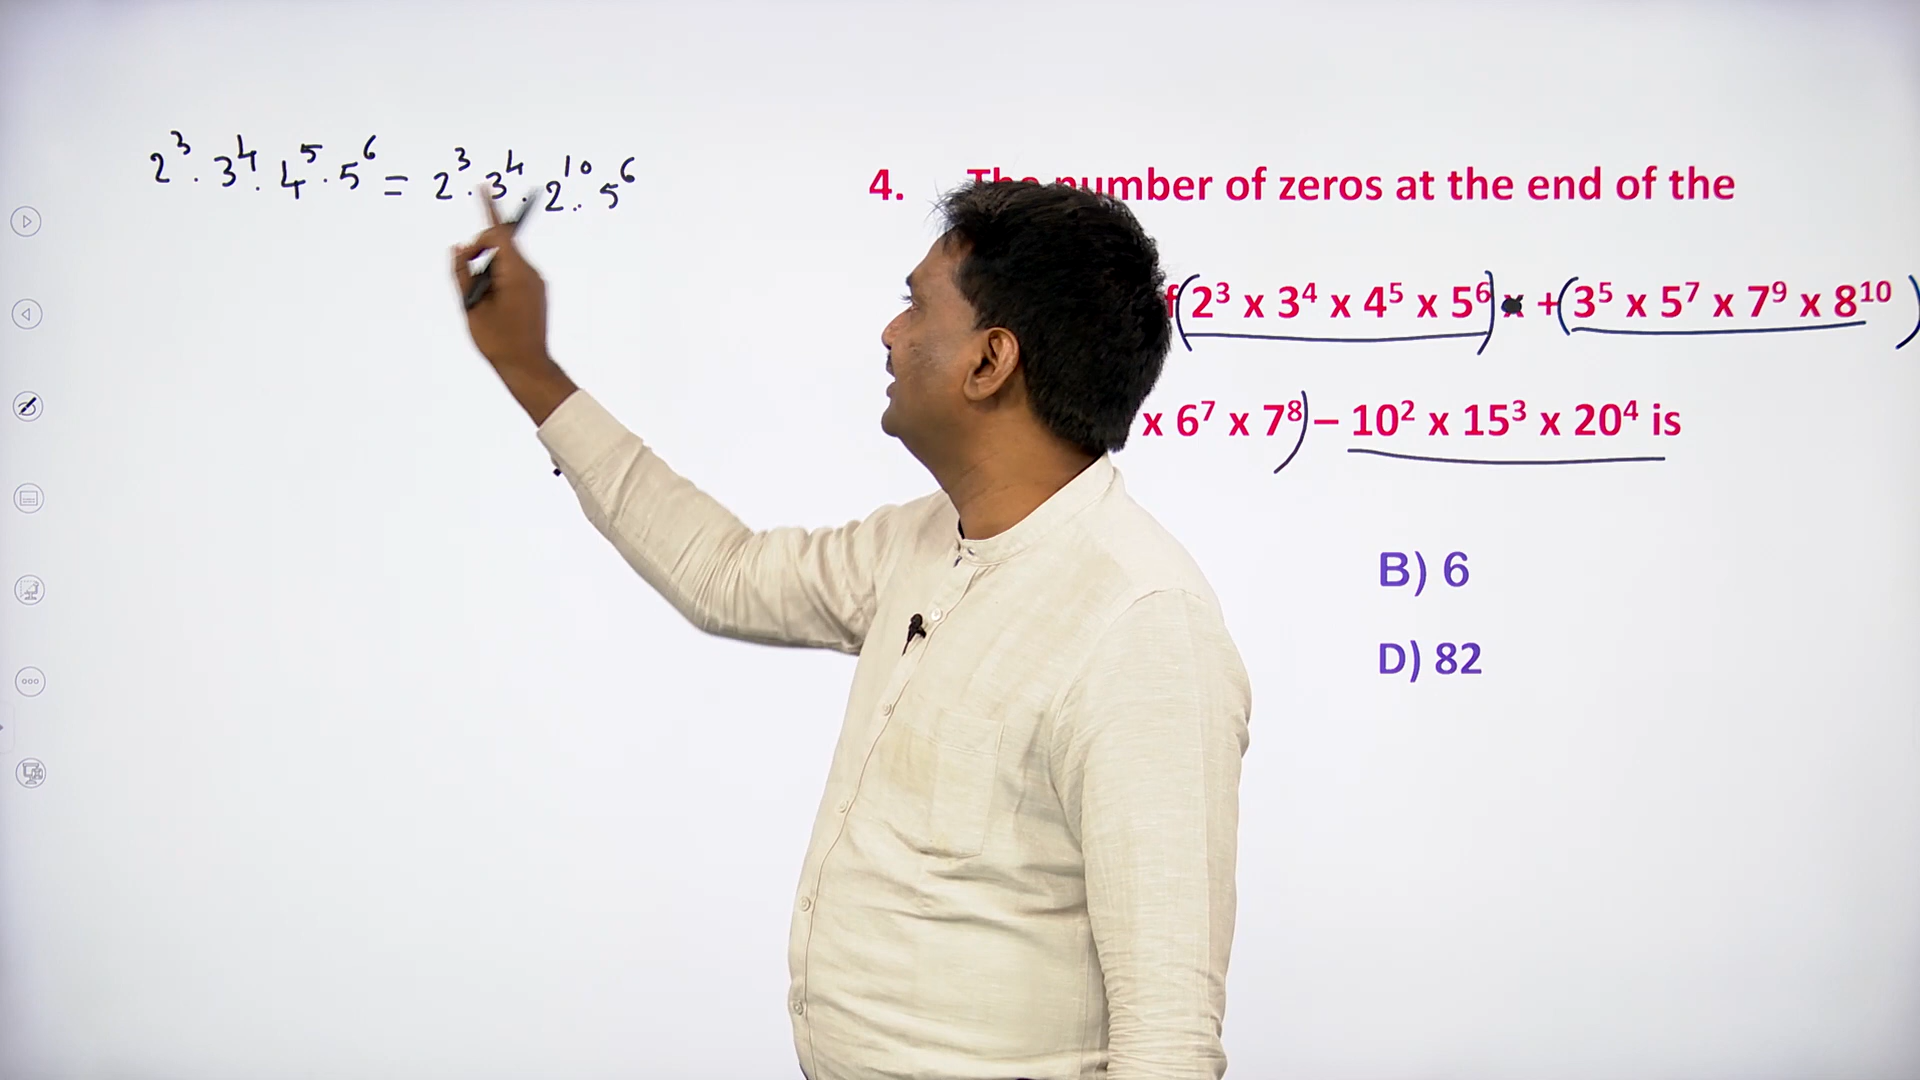 2³ . 3⁴ . 4⁵ . 5⁶ = 2³ . 3⁴ . 2¹⁰ . 5⁶
4. The number of zeros at the end of the
(2³ x 3⁴ x 4⁵ x 5⁶) + (3⁵ x 5⁷ x 7⁹ x 8¹⁰)
x 6⁷ x 7⁸) – 10² x 15³ x 20⁴ is
B) 6
D) 82